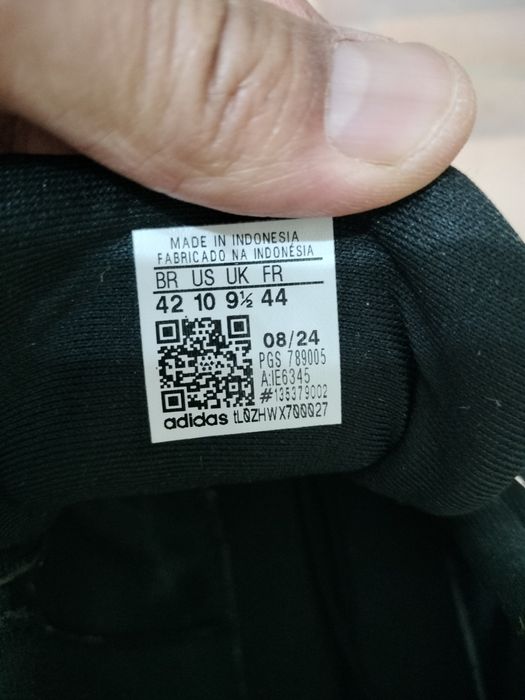 MADE IN INDONESIA
FABRICADO NA INDONÉSIA
BR US UK FR
42 10 9½ 44
08/24
PGS 789005
A:IE6345
#135379002
adidas tL0ZHWX700027